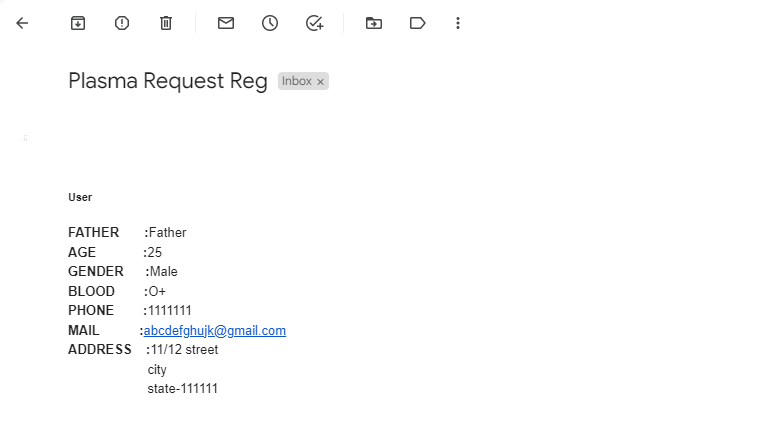 Plasma Request Reg Inbox ×
User
FATHER :Father
AGE :25
GENDER :Male
BLOOD :O+
PHONE :1111111
MAIL :abcdefghujk@gmail.com
ADDRESS :11/12 street
city
state-111111